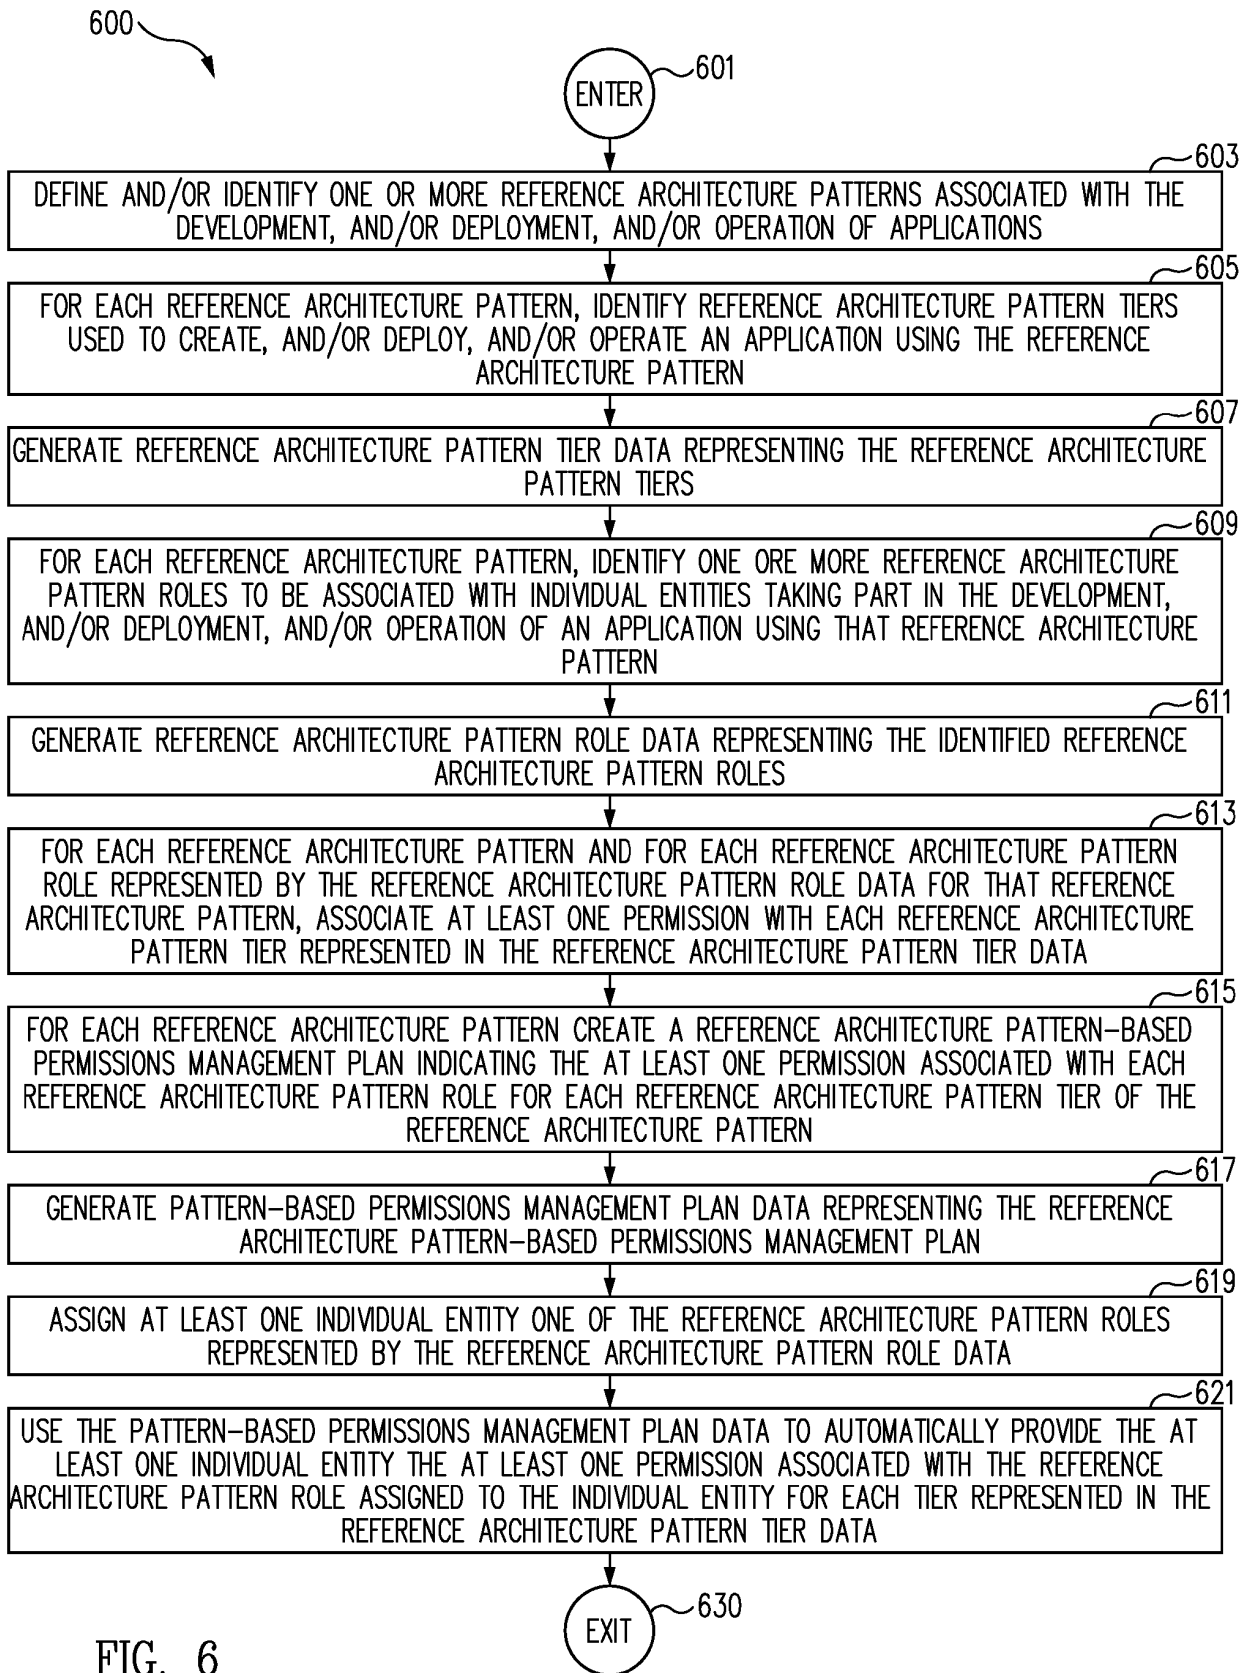 600
601
ENTER
603
DEFINE AND/OR IDENTIFY ONE OR MORE REFERENCE ARCHITECTURE PATTERNS ASSOCIATED WITH THE
DEVELOPMENT, AND/OR DEPLOYMENT, AND/OR OPERATION OF APPLICATIONS
605
FOR EACH REFERENCE ARCHITECTURE PATTERN, IDENTIFY REFERENCE ARCHITECTURE PATTERN TIERS
USED TO CREATE, AND/OR DEPLOY, AND/OR OPERATE AN APPLICATION USING THE REFERENCE
ARCHITECTURE PATTERN
607
GENERATE REFERENCE ARCHITECTURE PATTERN TIER DATA REPRESENTING THE REFERENCE ARCHITECTURE
PATTERN TIERS
609
FOR EACH REFERENCE ARCHITECTURE PATTERN, IDENTIFY ONE ORE MORE REFERENCE ARCHITECTURE
PATTERN ROLES TO BE ASSOCIATED WITH INDIVIDUAL ENTITIES TAKING PART IN THE DEVELOPMENT,
AND/OR DEPLOYMENT, AND/OR OPERATION OF AN APPLICATION USING THAT REFERENCE ARCHITECTURE
PATTERN
611
GENERATE REFERENCE ARCHITECTURE PATTERN ROLE DATA REPRESENTING THE IDENTIFIED REFERENCE
ARCHITECTURE PATTERN ROLES
613
FOR EACH REFERENCE ARCHITECTURE PATTERN AND FOR EACH REFERENCE ARCHITECTURE PATTERN
ROLE REPRESENTED BY THE REFERENCE ARCHITECTURE PATTERN ROLE DATA FOR THAT REFERENCE
ARCHITECTURE PATTERN, ASSOCIATE AT LEAST ONE PERMISSION WITH EACH REFERENCE ARCHITECTURE
PATTERN TIER REPRESENTED IN THE REFERENCE ARCHITECTURE PATTERN TIER DATA
615
FOR EACH REFERENCE ARCHITECTURE PATTERN CREATE A REFERENCE ARCHITECTURE PATTERN-BASED
PERMISSIONS MANAGEMENT PLAN INDICATING THE AT LEAST ONE PERMISSION ASSOCIATED WITH EACH
REFERENCE ARCHITECTURE PATTERN ROLE FOR EACH REFERENCE ARCHITECTURE PATTERN TIER OF THE
REFERENCE ARCHITECTURE PATTERN
617
GENERATE PATTERN-BASED PERMISSIONS MANAGEMENT PLAN DATA REPRESENTING THE REFERENCE
ARCHITECTURE PATTERN-BASED PERMISSIONS MANAGEMENT PLAN
619
ASSIGN AT LEAST ONE INDIVIDUAL ENTITY ONE OF THE REFERENCE ARCHITECTURE PATTERN ROLES
REPRESENTED BY THE REFERENCE ARCHITECTURE PATTERN ROLE DATA
621
USE THE PATTERN-BASED PERMISSIONS MANAGEMENT PLAN DATA TO AUTOMATICALLY PROVIDE THE AT
LEAST ONE INDIVIDUAL ENTITY THE AT LEAST ONE PERMISSION ASSOCIATED WITH THE REFERENCE
ARCHITECTURE PATTERN ROLE ASSIGNED TO THE INDIVIDUAL ENTITY FOR EACH TIER REPRESENTED IN THE
REFERENCE ARCHITECTURE PATTERN TIER DATA
630
EXIT
FIG. 6